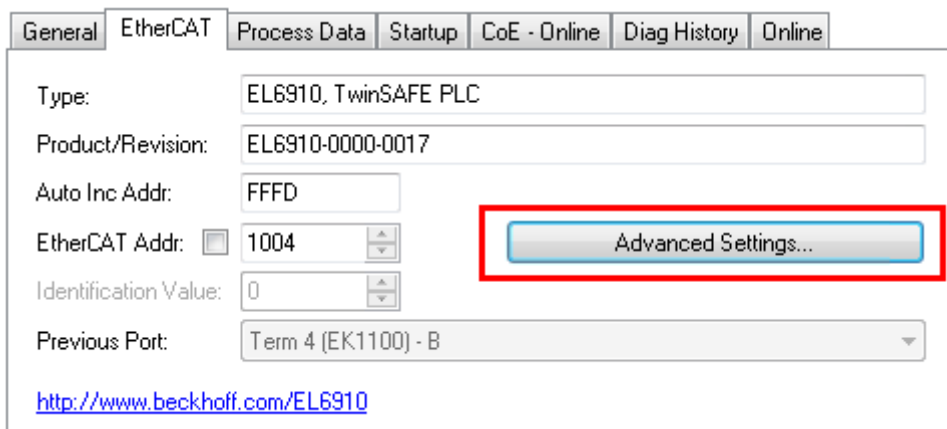 General EtherCAT Process Data Startup CoE - Online Diag History Online
Type: EL6910, TwinSAFE PLC
Product/Revision: EL6910-0000-0017
Auto Inc Addr: FFFD
EtherCAT Addr: 1004 Advanced Settings...
Identification Value: 0
Previous Port: Term 4 (EK1100) - B
http://www.beckhoff.com/EL6910